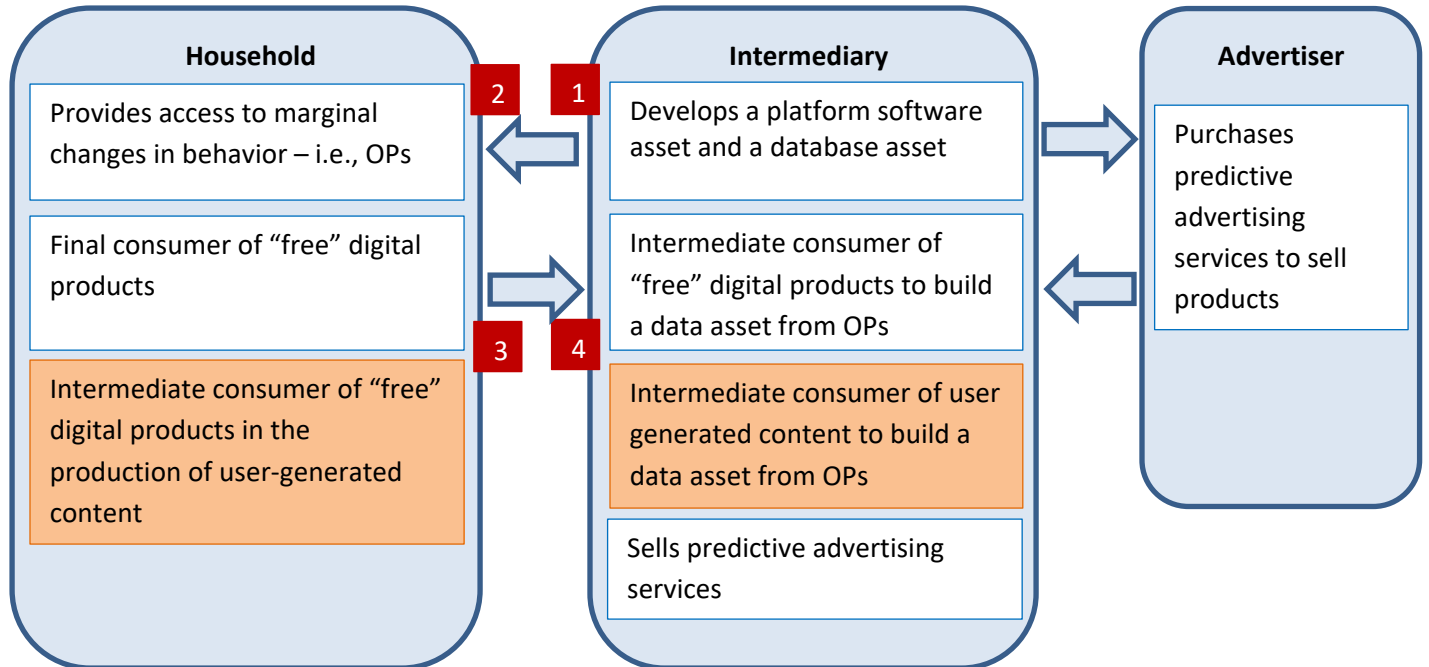 Household
2
Provides access to marginal
changes in behavior – i.e., OPs
Final consumer of “free” digital
products
3
Intermediate consumer of “free”
digital products in the
production of user-generated
content
Intermediary
1
Develops a platform software
asset and a database asset
Intermediate consumer of
“free” digital products to build
a data asset from OPs
4
Intermediate consumer of user
generated content to build a
data asset from OPs
Sells predictive advertising
services
Advertiser
Purchases
predictive
advertising
services to sell
products